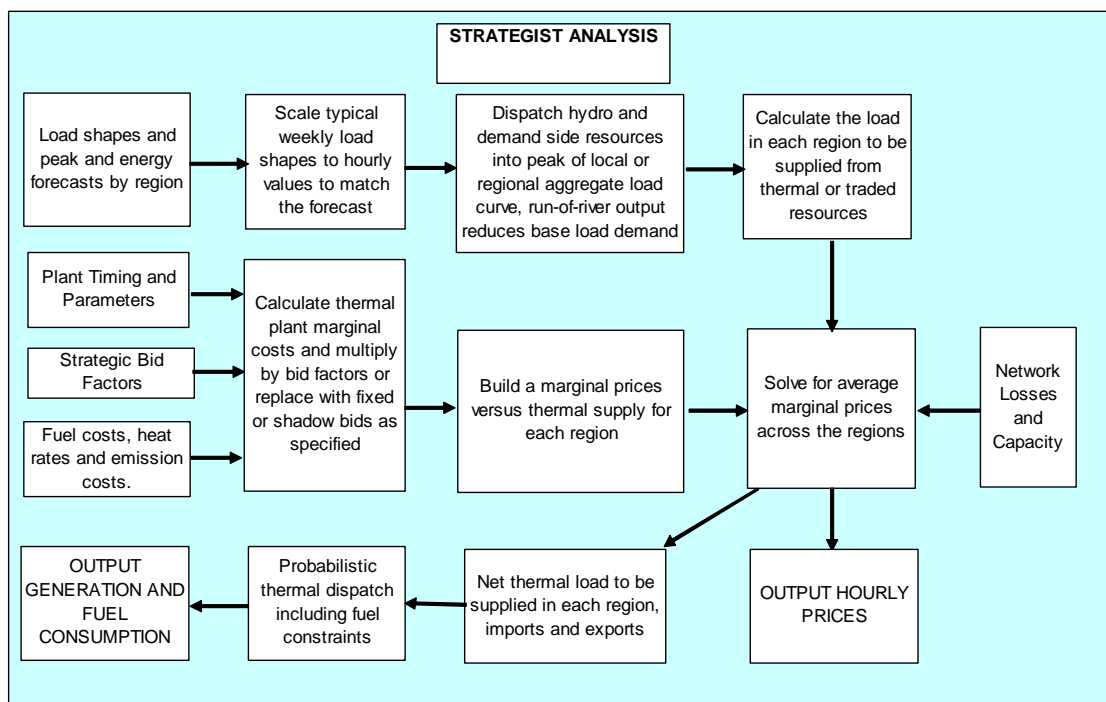 STRATEGIST ANALYSIS
Load shapes and
peak and energy
forecasts by region
Scale typical
weekly load
shapes to hourly
values to match
the forecast
Dispatch hydro and
demand side resources
into peak of local or
regional aggregate load
curve, run-of-river output
reduces base load demand
Calculate the load
in each region to be
supplied from
thermal or traded
resources
Plant Timing and
Parameters
Strategic Bid
Factors
Fuel costs, heat
rates and emission
costs.
Calculate thermal
plant marginal
costs and multiply
by bid factors or
replace with fixed
or shadow bids as
specified
Build a marginal prices
versus thermal supply for
each region
Solve for average
marginal prices
across the regions
Network
Losses
and
Capacity
OUTPUT
GENERATION AND
FUEL
CONSUMPTION
Probabilistic
thermal dispatch
including fuel
constraints
Net thermal load to be
supplied in each region,
imports and exports
OUTPUT HOURLY
PRICES